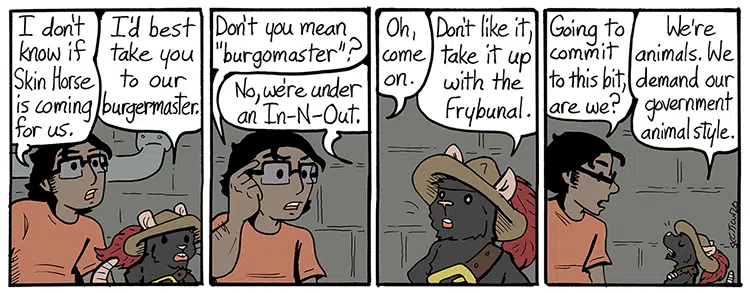 I don't
know if
Skin Horse
is coming
for us.
I'd best
take you
to our
burgermaster.
Don't you mean
"burgomaster"?
No, we're under
an In-N-Out.
Oh,
come
on.
Don't like it,
take it up
with the
Frybunal.
Going to
commit
to this bit,
are we?
We're
animals. We
demand our
government
animal style.